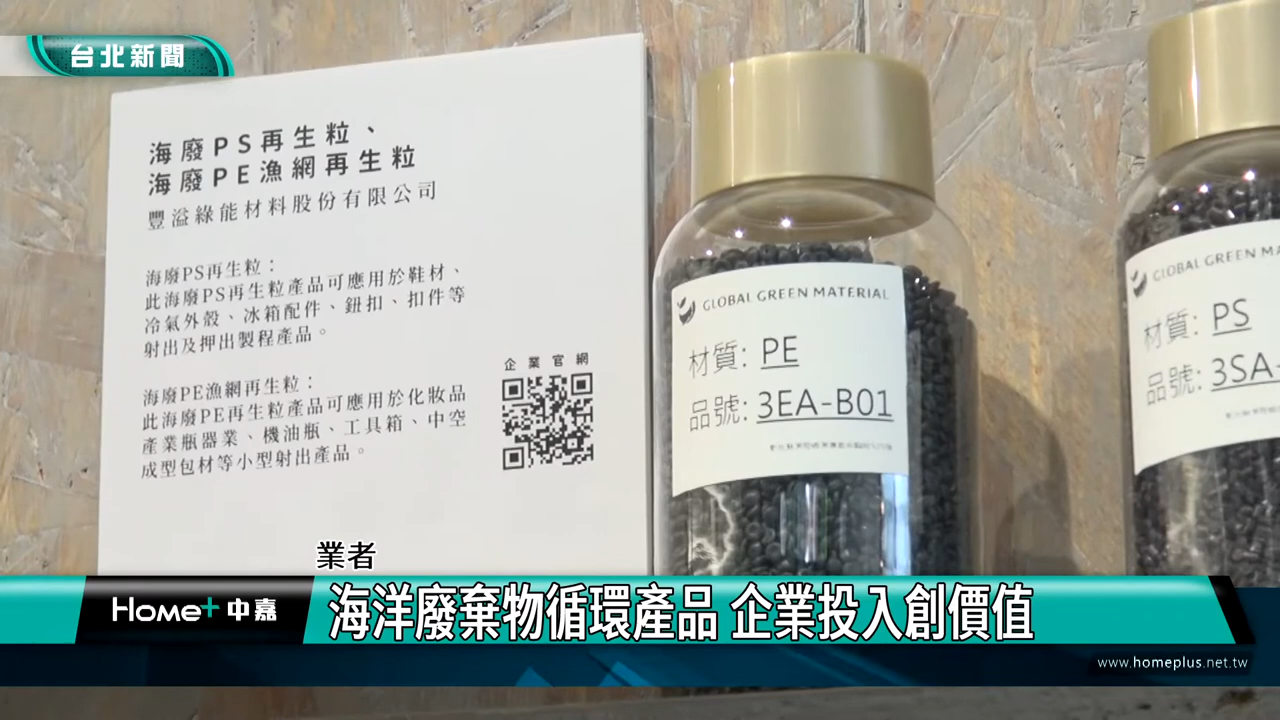 台北新聞
海廢PS再生粒、
海廢PE漁網再生粒
豐溢綠能材料股份有限公司
海廢PS再生粒：
此海廢PS再生粒產品可應用於鞋材、
冷氣外殼、冰箱配件、鈕扣、扣件等
射出及押出製程產品。
海廢PE漁網再生粒：
此海廢PE再生粒產品可應用於化妝品
產業瓶器業、機油瓶、工具箱、中空
成型包材等小型射出產品。
企業官網
GLOBAL GREEN MATERIAL
材質: PE
品號: 3EA-B01
GLOBAL GREEN MATE
材質: PS
品號: 3SA-
業者
Home+中嘉
海洋廢棄物循環產品 企業投入創價值
www.homeplus.net.tw